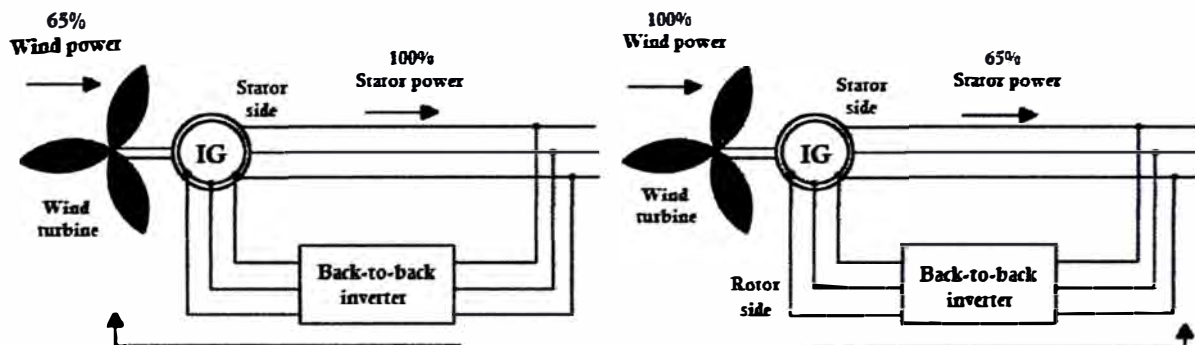 65%
Wind power
100%
Stator power
Stator
side
IG
Wind
turbine
Back-to-back
inverter
100%
Wind power
65%
Stator power
Stator
side
IG
Wind
turbine
Rotor
side
Back-to-back
inverter